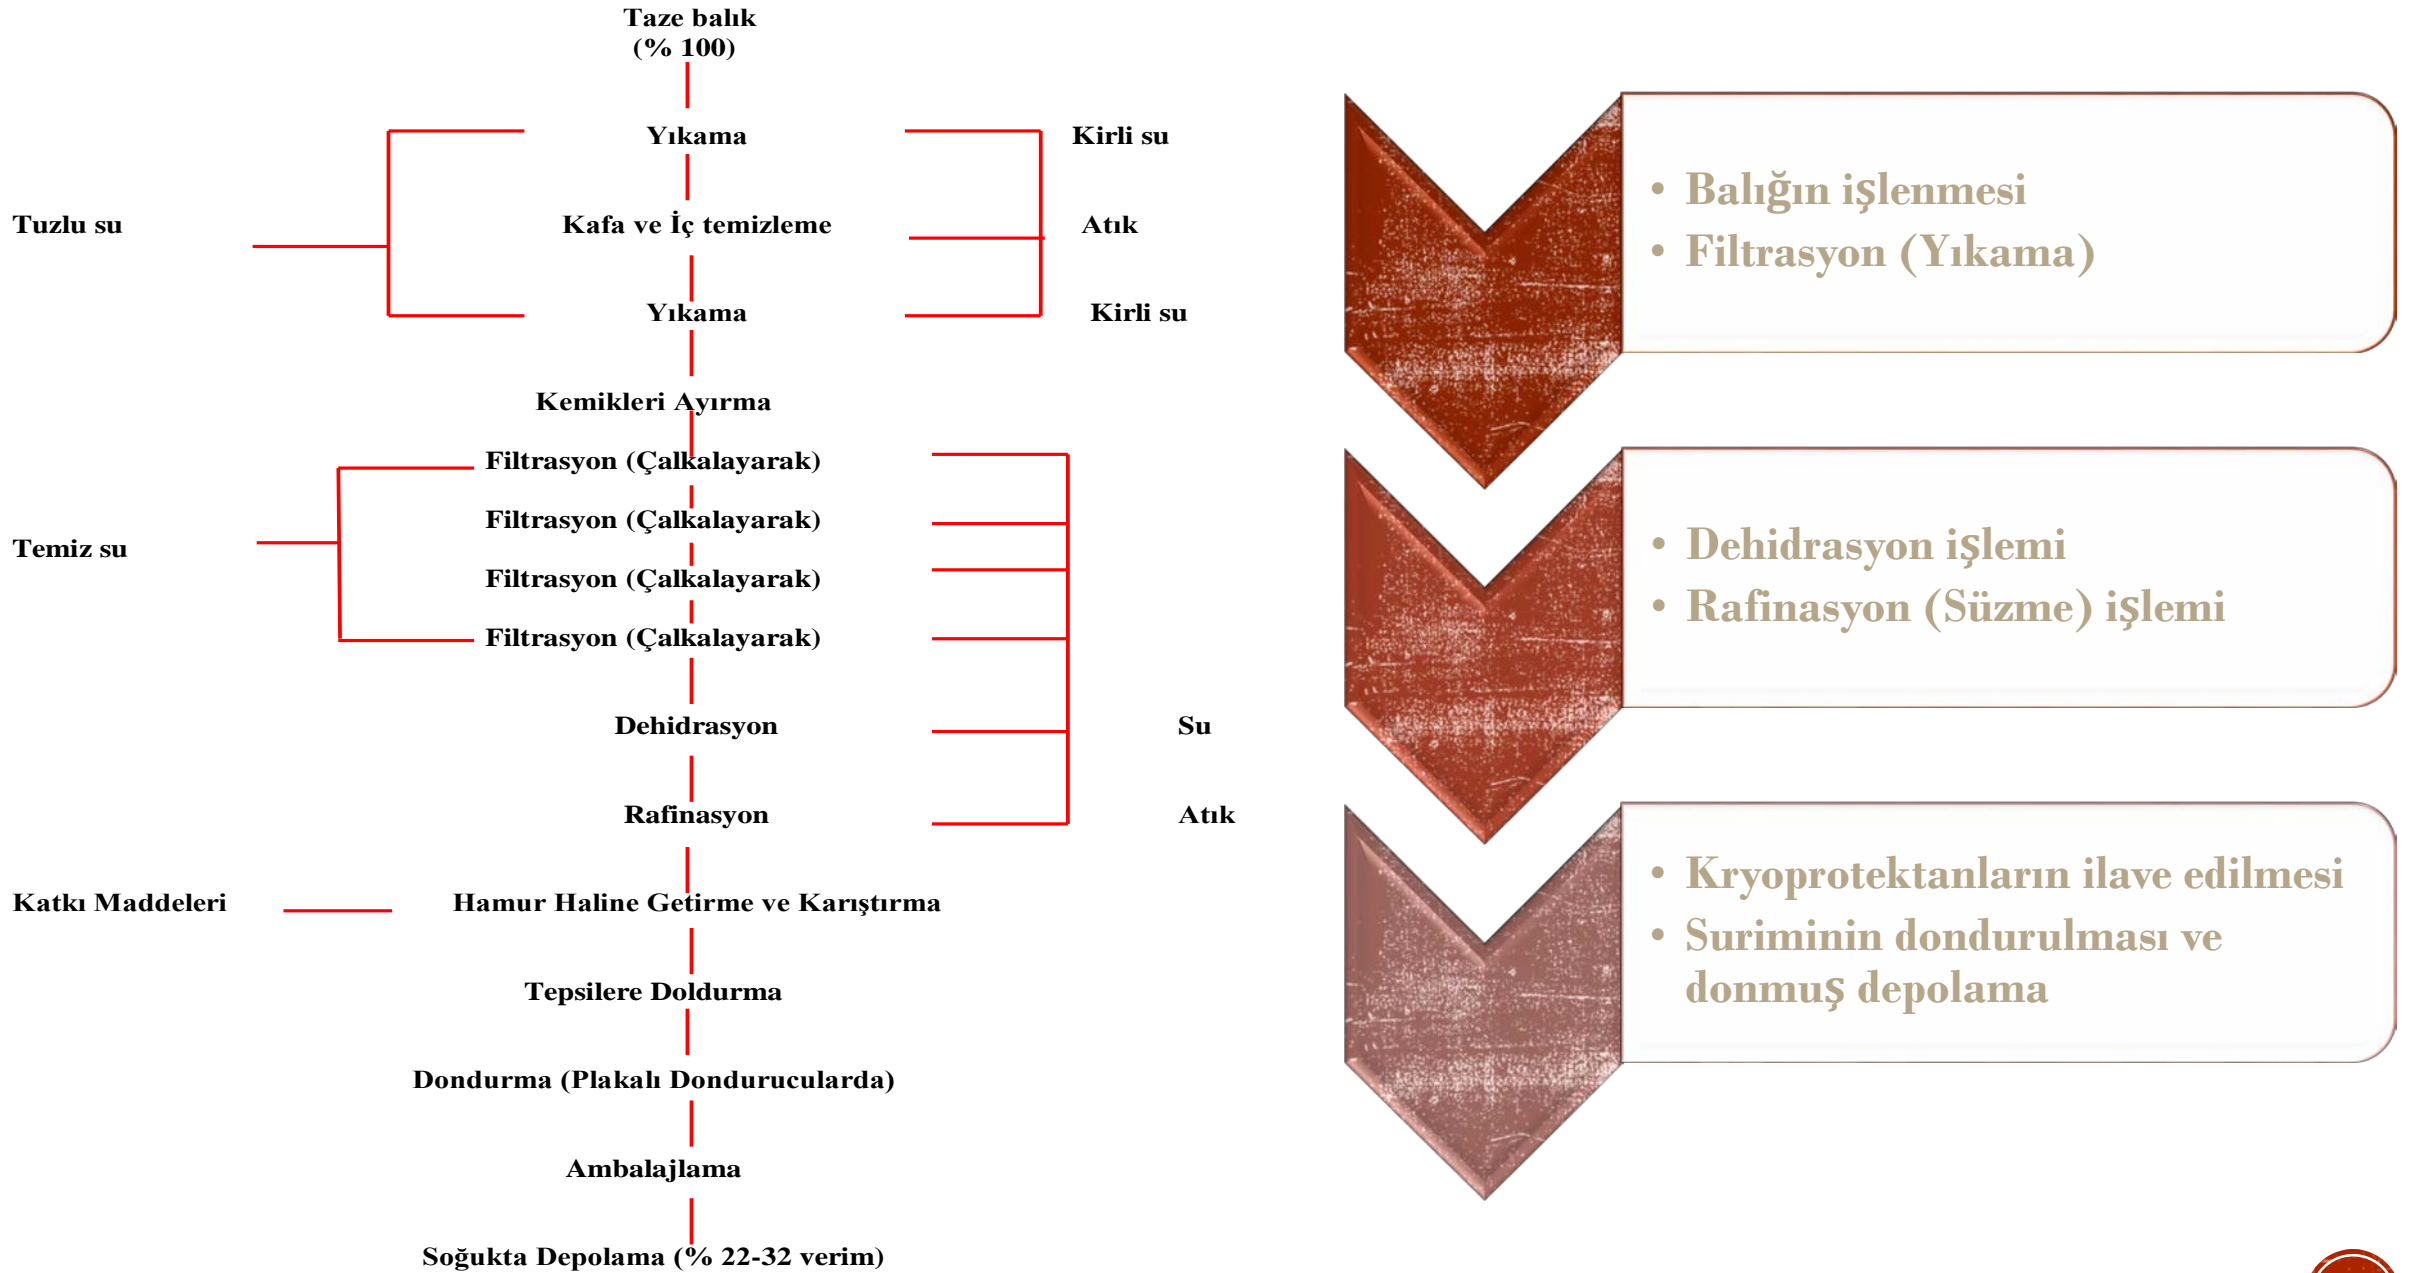 Taze balık
(% 100)
Yıkama
Kirli su
Tuzlu su
Kafa ve İç temizleme
Atık
Yıkama
Kirli su
Kemikleri Ayırma
Filtrasyon (Çalkalayarak)
Filtrasyon (Çalkalayarak)
Temiz su
Filtrasyon (Çalkalayarak)
Filtrasyon (Çalkalayarak)
Dehidrasyon
Su
Rafinasyon
Atık
Katkı Maddeleri
Hamur Haline Getirme ve Karıştırma
Tepsilere Doldurma
Dondurma (Plakalı Dondurucularda)
Ambalajlama
Soğukta Depolama (% 22-32 verim)
• Balığın işlenmesi
• Filtrasyon (Yıkama)
• Dehidrasyon işlemi
• Rafinasyon (Süzme) işlemi
• Kryoprotektanların ilave edilmesi
• Suriminin dondurulması ve
donmuş depolama